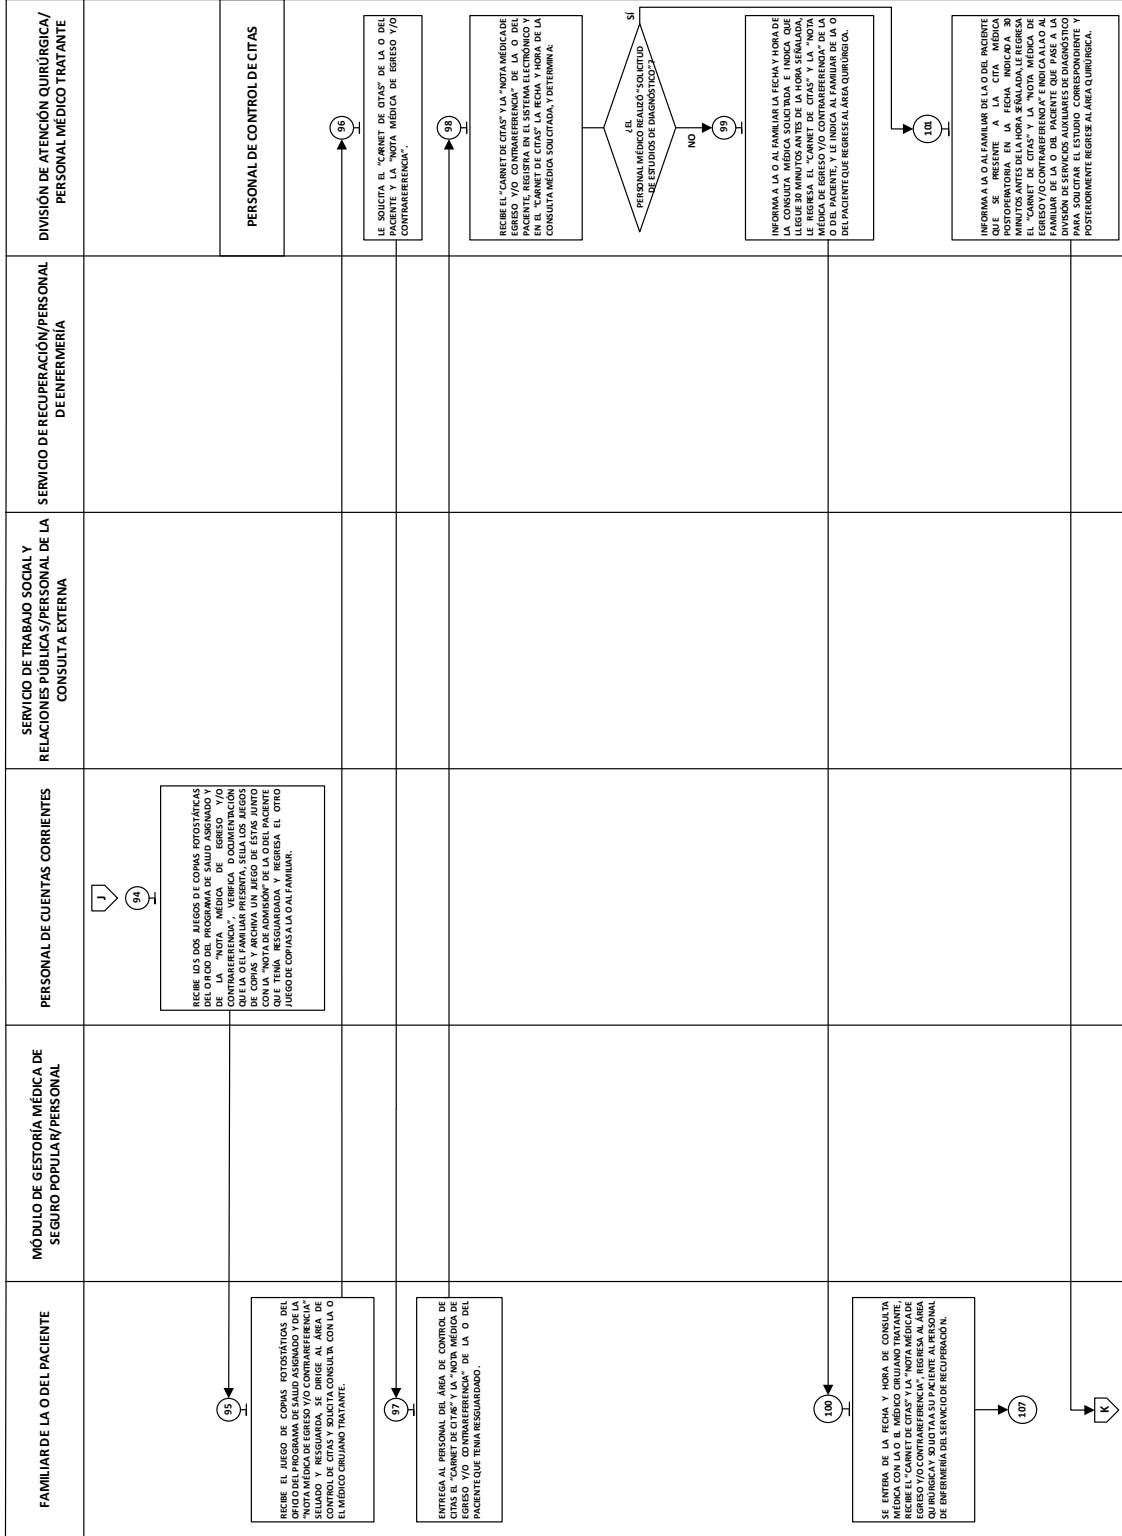 FAMILIAR DE LA O DEL PACIENTE
MÓDULO DE GESTORÍA MÉDICA DE
SEGURO POPULAR/PERSONAL
PERSONAL DE CUENTAS CORRIENTES
SERVICIO DE TRABAJO SOCIAL Y
RELACIONES PÚBLICAS/PERSONAL DE LA
CONSULTA EXTERNA
SERVICIO DE RECUPERACIÓN/PERSONAL
DE ENFERMERÍA
DIVISIÓN DE ATENCIÓN QUIRÚRGICA/
PERSONAL MÉDICO TRATANTE
J
94
RECIBE LOS DOS JUEGOS DE COPIAS FOTOSTÁTICAS
DEL OFICIO DEL PROGRAMA DE SALUD ASIGNADO Y
DE LA "NOTA MÉDICA DE EGRESO Y/O
CONTRAREFERENCIA", VERIFICA DOCUMENTACIÓN
QUE LA O EL FAMILIAR PRESENTA, SELLA LOS JUEGOS
DE COPIAS Y ARCHIVA UN JUEGO DE ÉSTAS JUNTO
CON LA "NOTA DE ADMISIÓN" DE LA O DEL PACIENTE
QUE TENÍA RESGUARDADA Y REGRESA EL OTRO
JUEGO DE COPIAS A LA O AL FAMILIAR.
95
RECIBE EL JUEGO DE COPIAS FOTOSTÁTICAS DEL
OFICIO DEL PROGRAMA DE SALUD ASIGNADO Y DE LA
"NOTA MÉDICA DE EGRESO Y/O CONTRAREFERENCIA"
SELLADO Y RESGUARDA, SE DIRIGE AL ÁREA DE
CONTROL DE CITAS Y SOLICITA CONSULTA CON LA O
EL MÉDICO CIRUJANO TRATANTE.
PERSONAL DE CONTROL DE CITAS
96
LE SOLICITA EL "CARNET DE CITAS" DE LA O DEL
PACIENTE Y LA "NOTA MÉDICA DE EGRESO Y/O
CONTRAREFERENCIA".
97
ENTREGA AL PERSONAL DEL ÁREA DE CONTROL DE
CITAS EL "CARNET DE CITAS" Y LA "NOTA MÉDICA DE
EGRESO Y/O CONTRAREFERENCIA" DE LA O DEL
PACIENTE QUE TENIA RESGUARDADO.
98
RECIBE EL "CARNET DE CITAS" Y LA "NOTA MÉDICA DE
EGRESO Y/O CONTRAREFERENCIA" DE LA O DEL
PACIENTE, REGISTRA EN EL SISTEMA ELECTRÓNICO Y
EN EL "CARNET DE CITAS" LA FECHA Y HORA DE LA
CONSULTA MÉDICA SOLICITADA, Y DETERMINA:
¿EL
PERSONAL MÉDICO REALIZÓ "SOLICITUD
DE ESTUDIOS DE DIAGNÓSTICO"?
SÍ
NO
99
INFORMA A LA O AL FAMILIAR LA FECHA Y HORA DE
LA CONSULTA MÉDICA SOLICITADA E INDICA QUE
LLEGUE 30 MINUTOS ANTES DE LA HORA SEÑALADA,
LE REGRESA EL "CARNET DE CITAS" Y LA "NOTA
MÉDICA DE EGRESO Y/O CONTRAREFERENCIA" DE LA
O DEL PACIENTE, Y LE INDICA AL FAMILIAR DE LA O
DEL PACIENTE QUE REGRESE AL ÁREA QUIRÚRGICA.
100
SE ENTERA DE LA FECHA Y HORA DE CONSULTA
MÉDICA CON LA O EL MÉDICO CIRUJANO TRATANTE,
RECIBE EL "CARNET DE CITAS" Y LA "NOTA MÉDICA DE
EGRESO Y/O CONTRAREFERENCIA", REGRESA AL ÁREA
QUIRÚRGICA Y SOLICITA A SU PACIENTE AL PERSONAL
DE ENFERMERÍA DEL SERVICIO DE RECUPERACIÓN.
107
101
INFORMA A LA O AL FAMILIAR DE LA O DEL PACIENTE
QUE SE PRESENTE A LA CITA MÉDICA
POSTOPERATORIA EN LA FECHA INDICADA 30
MINUTOS ANTES DE LA HORA SEÑALADA, LE REGRESA
EL "CARNET DE CITAS" Y LA "NOTA MÉDICA DE
EGRESO Y/O CONTRAREFERENCIA" E INDICA A LA O AL
FAMILIAR DE LA O DEL PACIENTE QUE PASE A LA
DIVISIÓN DE SERVICIOS AUXILIARES DE DIAGNÓSTICO
PARA SOLICITAR EL ESTUDIO CORRESPONDIENTE Y
POSTERIORMENTE REGRESE AL ÁREA QUIRÚRGICA.
K